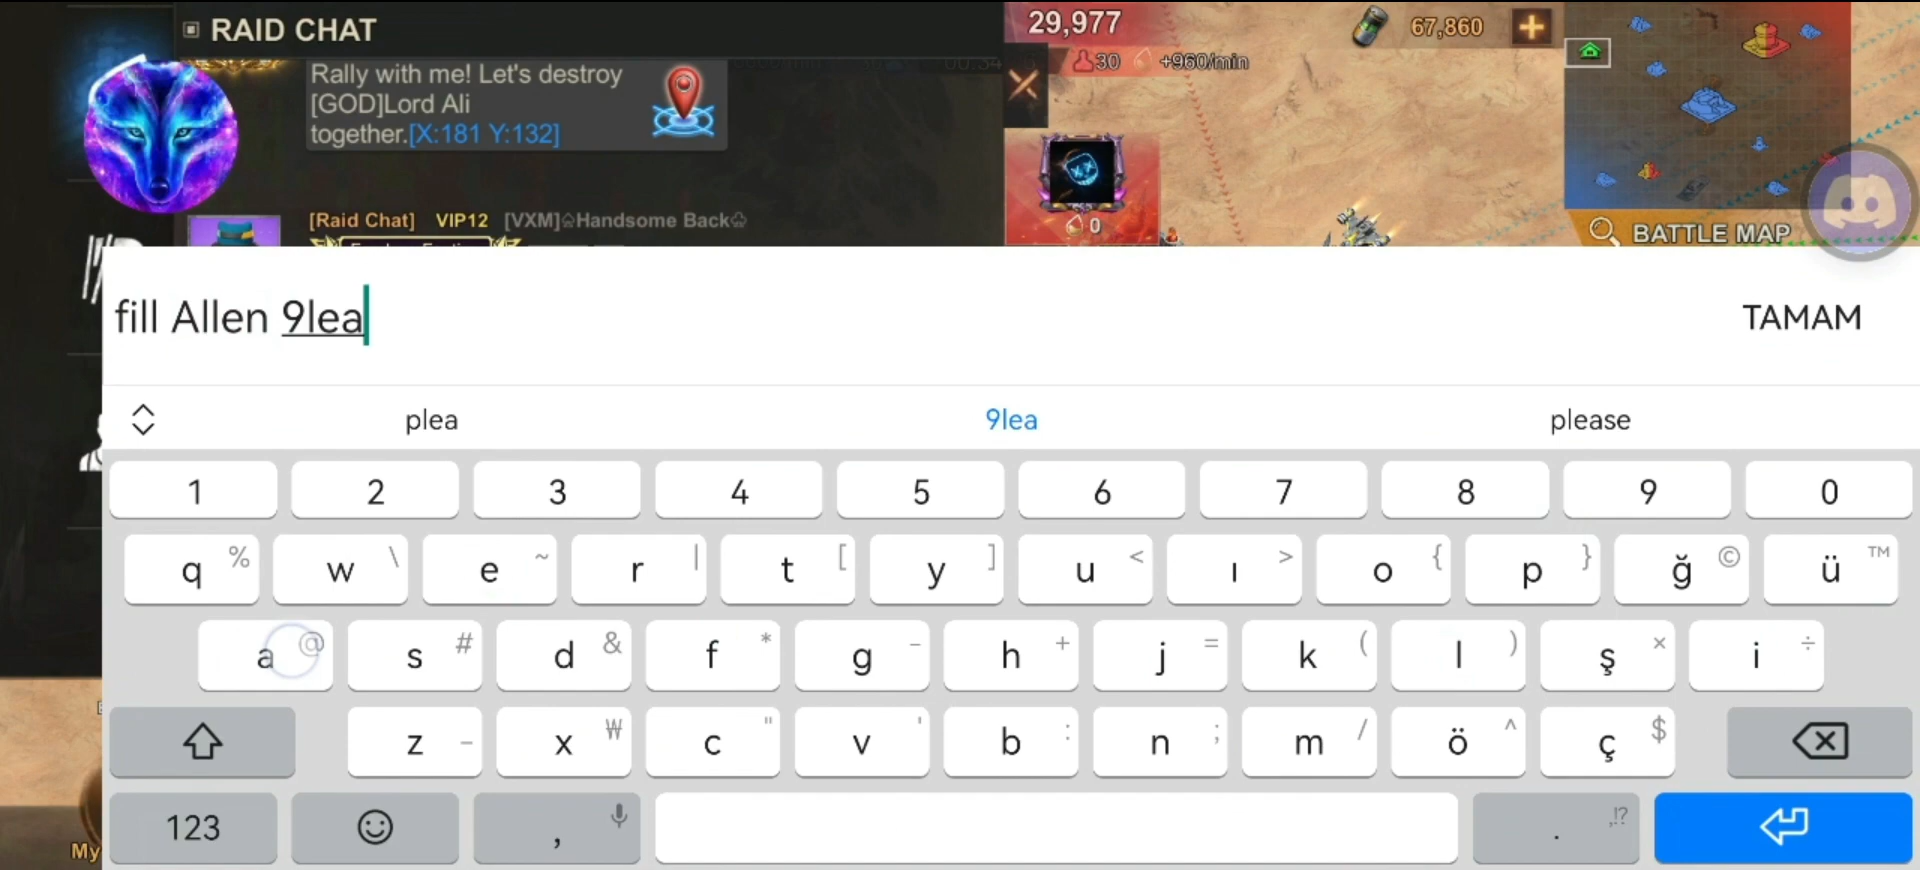 RAID CHAT
29,977
67,860
30
+960/min
Rally with me! Let's destroy
[GOD]Lord Ali
together.[X:181 Y:132]
0
[Raid Chat] VIP12 [VXM]♤Handsome Back♧
BATTLE MAP
fill Allen 9lea
TAMAM
plea 9lea please
1 2 3 4 5 6 7 8 9 0
q % w \ e ~ r | t [ y ] u < ı > o { p } ğ © ü ™
a @ s # d & f * g - h + j = k ( l ) ş × i ÷
z _ x ₩ c " v ' b : n ; m / ö ^ ç $
123 , . ,!?
My